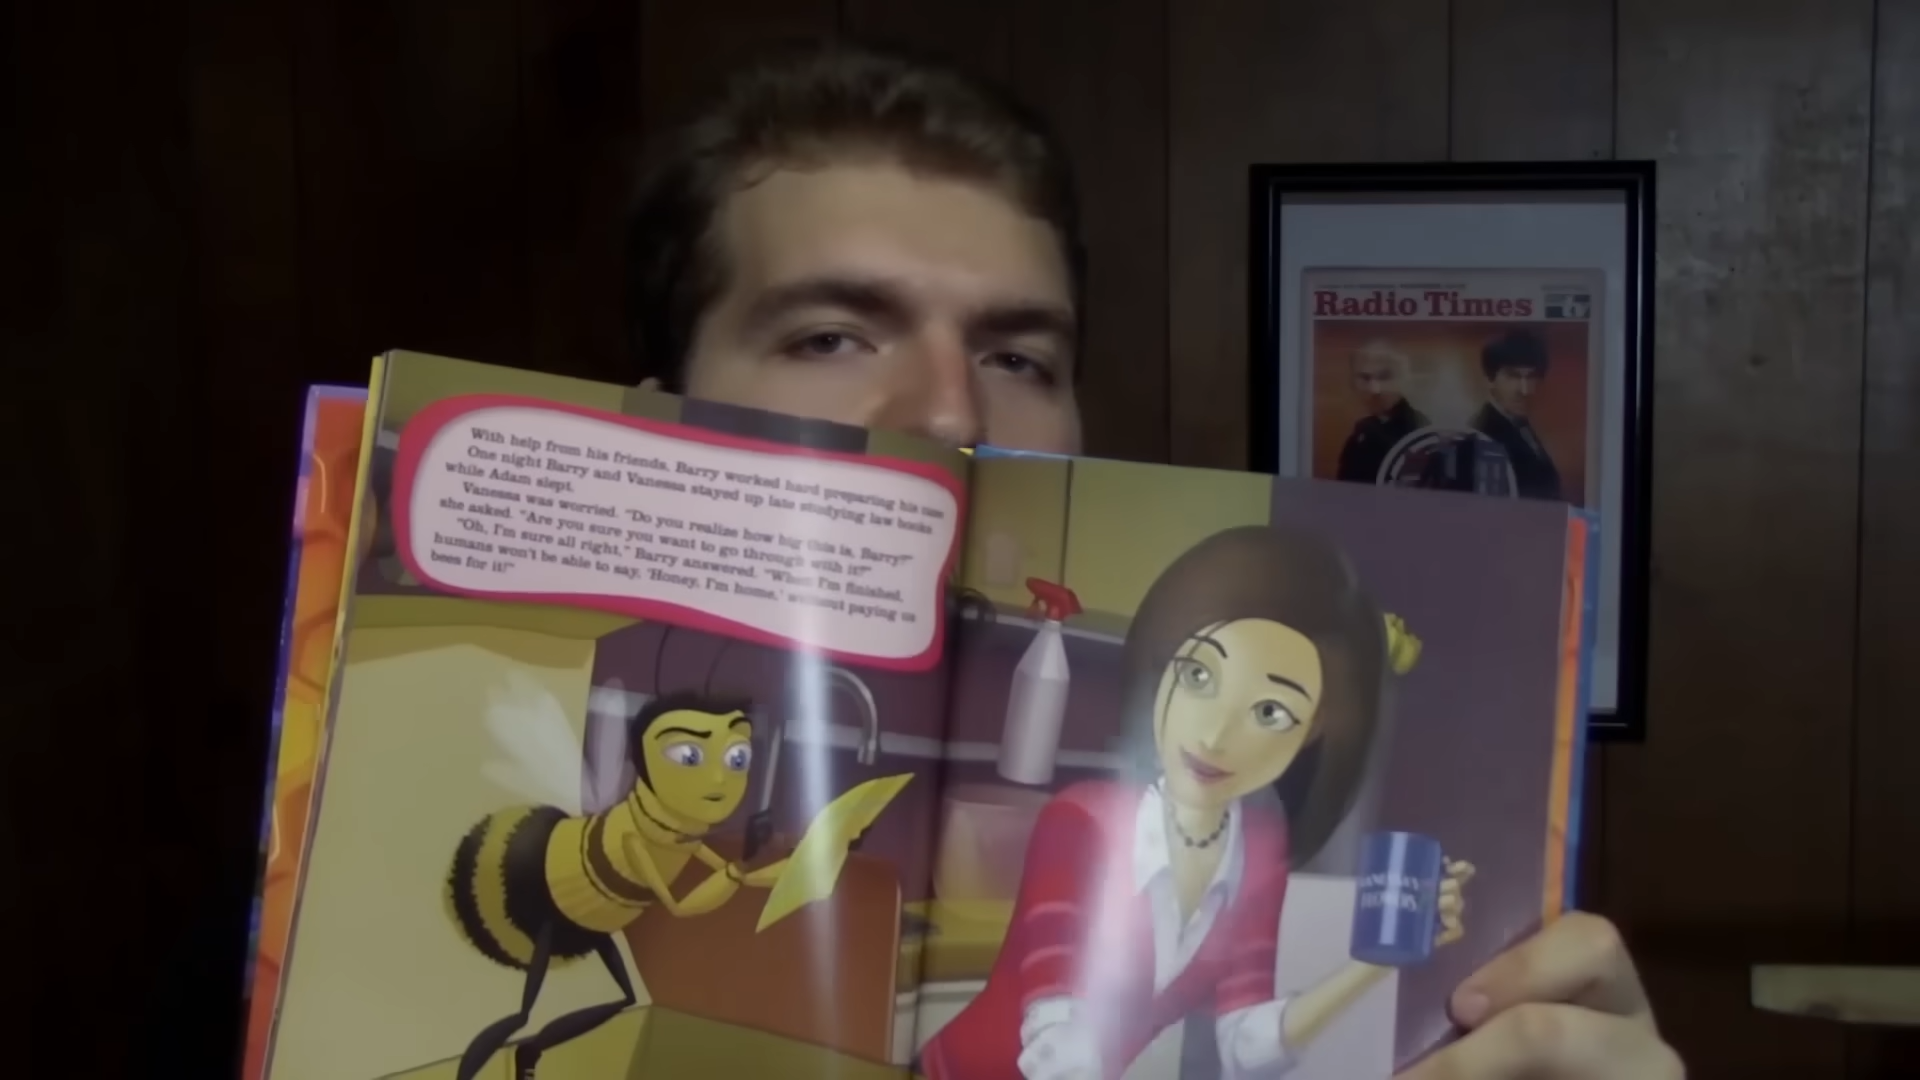 With help from his friends, Barry worked hard preparing his case
One night Barry and Vanessa stayed up late studying law books
while Adam slept.
Vanessa was worried. "Do you realize how big this is, Barry?"
she asked. "Are you sure you want to go through with it?"
"Oh, I'm sure all right," Barry answered. "When I'm finished,
humans won't be able to say, 'Honey, I'm home,' without paying us
bees for it!"
Radio Times
tv